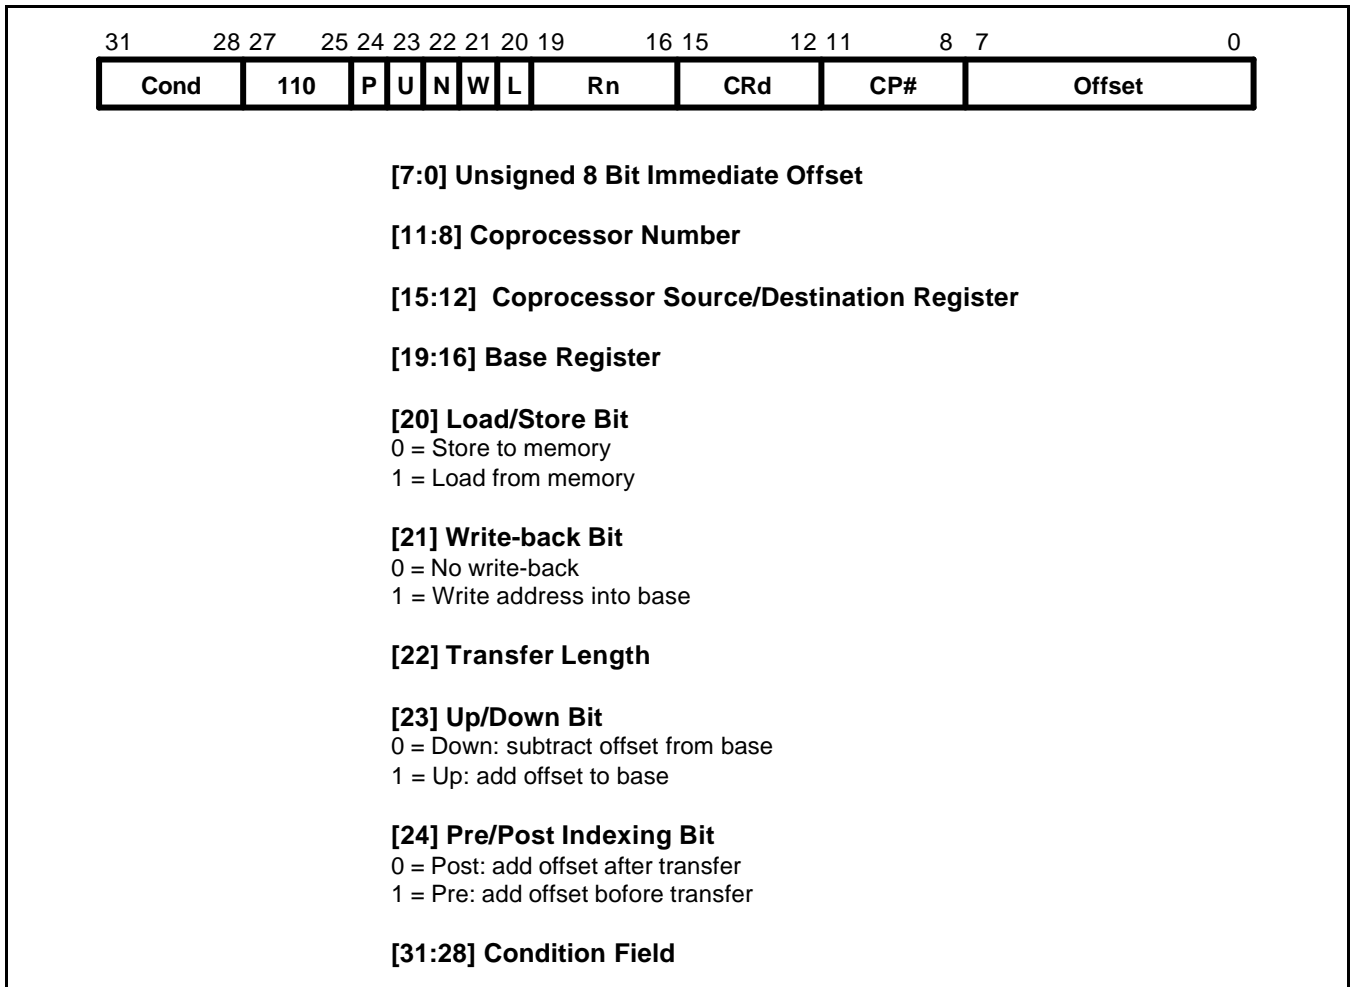 31 28 27 25 24 23 22 21 20 19 16 15 12 11 8 7 0
Cond 110 P U N W L Rn CRd CP# Offset
[7:0] Unsigned 8 Bit Immediate Offset
[11:8] Coprocessor Number
[15:12] Coprocessor Source/Destination Register
[19:16] Base Register
[20] Load/Store Bit
0 = Store to memory
1 = Load from memory
[21] Write-back Bit
0 = No write-back
1 = Write address into base
[22] Transfer Length
[23] Up/Down Bit
0 = Down: subtract offset from base
1 = Up: add offset to base
[24] Pre/Post Indexing Bit
0 = Post: add offset after transfer
1 = Pre: add offset bofore transfer
[31:28] Condition Field